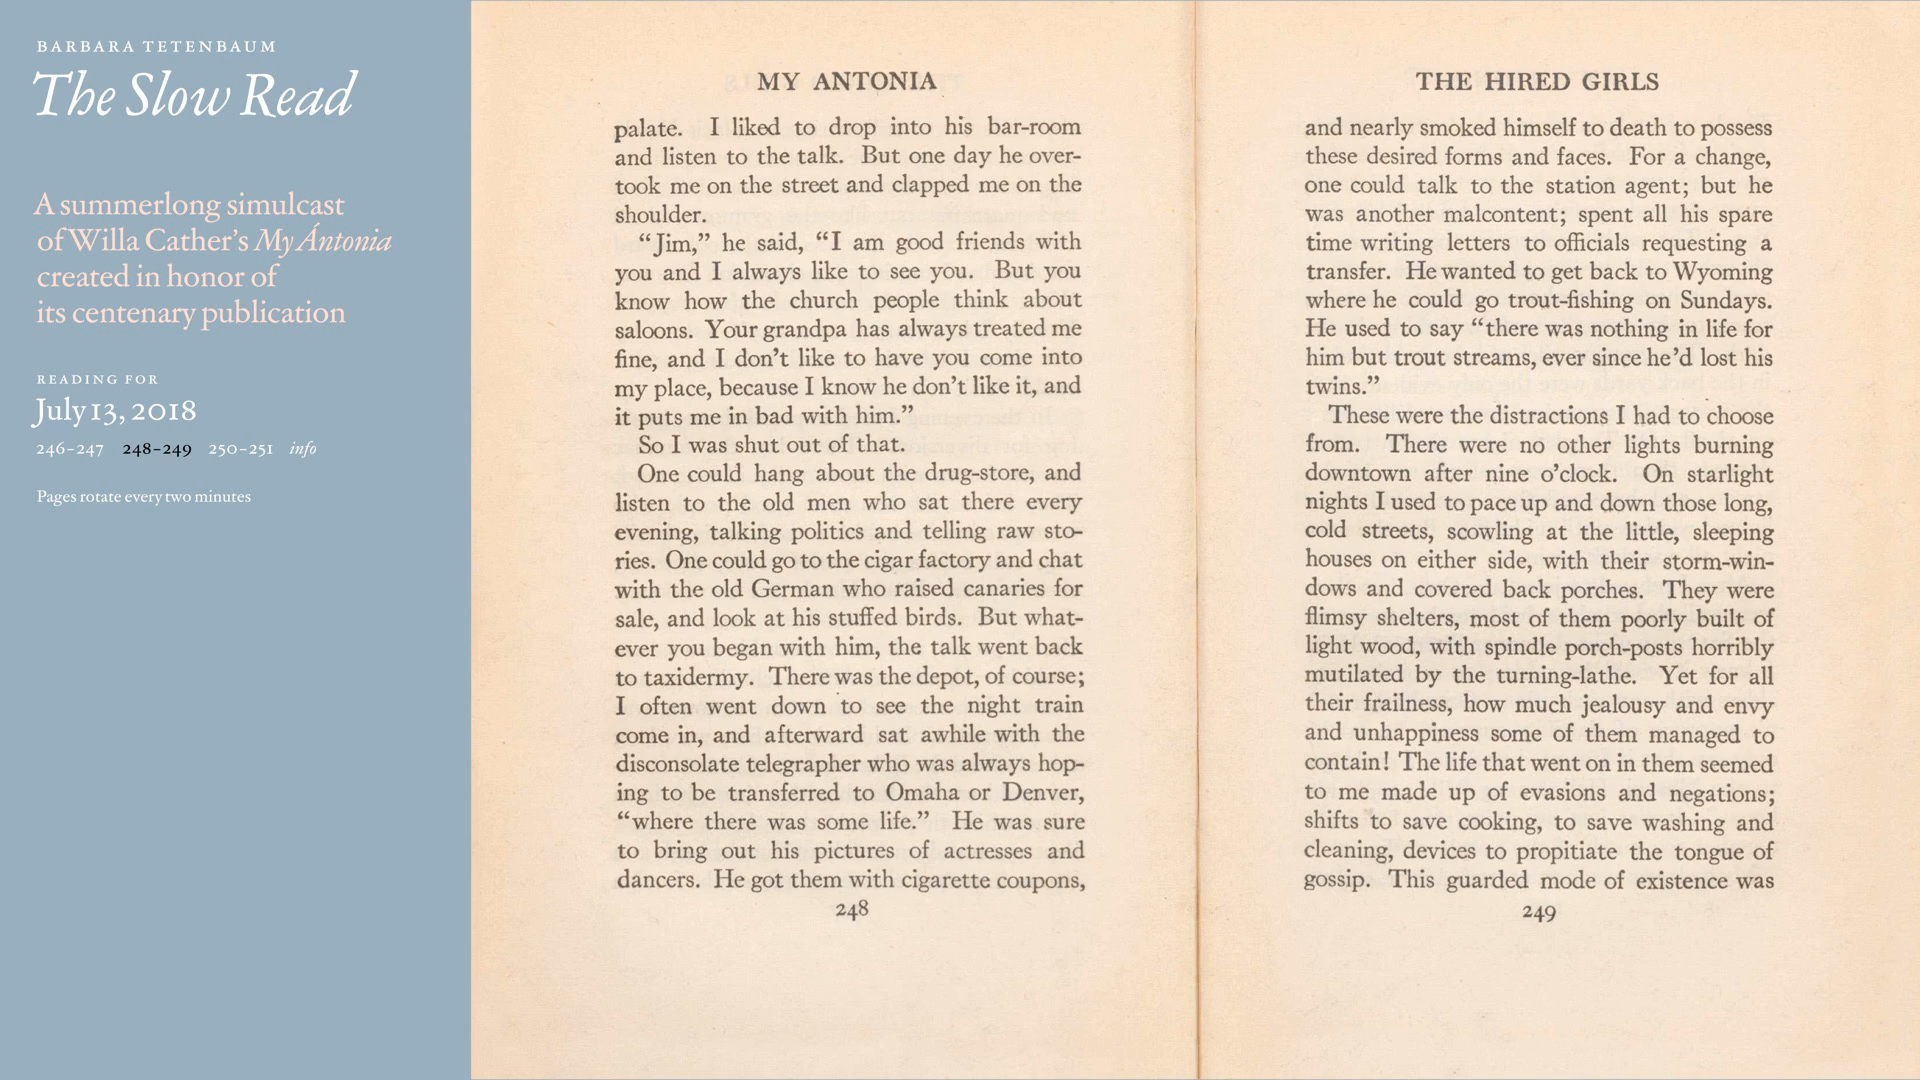 BARBARA TETENBAUM
The Slow Read
A summerlong simulcast
of Willa Cather's My Ántonia
created in honor of
its centenary publication
READING FOR
July 13, 2018
246–247 248–249 250–251 info
Pages rotate every two minutes
MY ANTONIA
palate. I liked to drop into his bar-room
and listen to the talk. But one day he over-
took me on the street and clapped me on the
shoulder.
“Jim,” he said, “I am good friends with
you and I always like to see you. But you
know how the church people think about
saloons. Your grandpa has always treated me
fine, and I don’t like to have you come into
my place, because I know he don’t like it, and
it puts me in bad with him.”
So I was shut out of that.
One could hang about the drug-store, and
listen to the old men who sat there every
evening, talking politics and telling raw sto-
ries. One could go to the cigar factory and chat
with the old German who raised canaries for
sale, and look at his stuffed birds. But what-
ever you began with him, the talk went back
to taxidermy. There was the depot, of course;
I often went down to see the night train
come in, and afterward sat awhile with the
disconsolate telegrapher who was always hop-
ing to be transferred to Omaha or Denver,
“where there was some life.” He was sure
to bring out his pictures of actresses and
dancers. He got them with cigarette coupons,
248
THE HIRED GIRLS
and nearly smoked himself to death to possess
these desired forms and faces. For a change,
one could talk to the station agent; but he
was another malcontent; spent all his spare
time writing letters to officials requesting a
transfer. He wanted to get back to Wyoming
where he could go trout-fishing on Sundays.
He used to say “there was nothing in life for
him but trout streams, ever since he’d lost his
twins.”
These were the distractions I had to choose
from. There were no other lights burning
downtown after nine o’clock. On starlight
nights I used to pace up and down those long,
cold streets, scowling at the little, sleeping
houses on either side, with their storm-win-
dows and covered back porches. They were
flimsy shelters, most of them poorly built of
light wood, with spindle porch-posts horribly
mutilated by the turning-lathe. Yet for all
their frailness, how much jealousy and envy
and unhappiness some of them managed to
contain! The life that went on in them seemed
to me made up of evasions and negations;
shifts to save cooking, to save washing and
cleaning, devices to propitiate the tongue of
gossip. This guarded mode of existence was
249